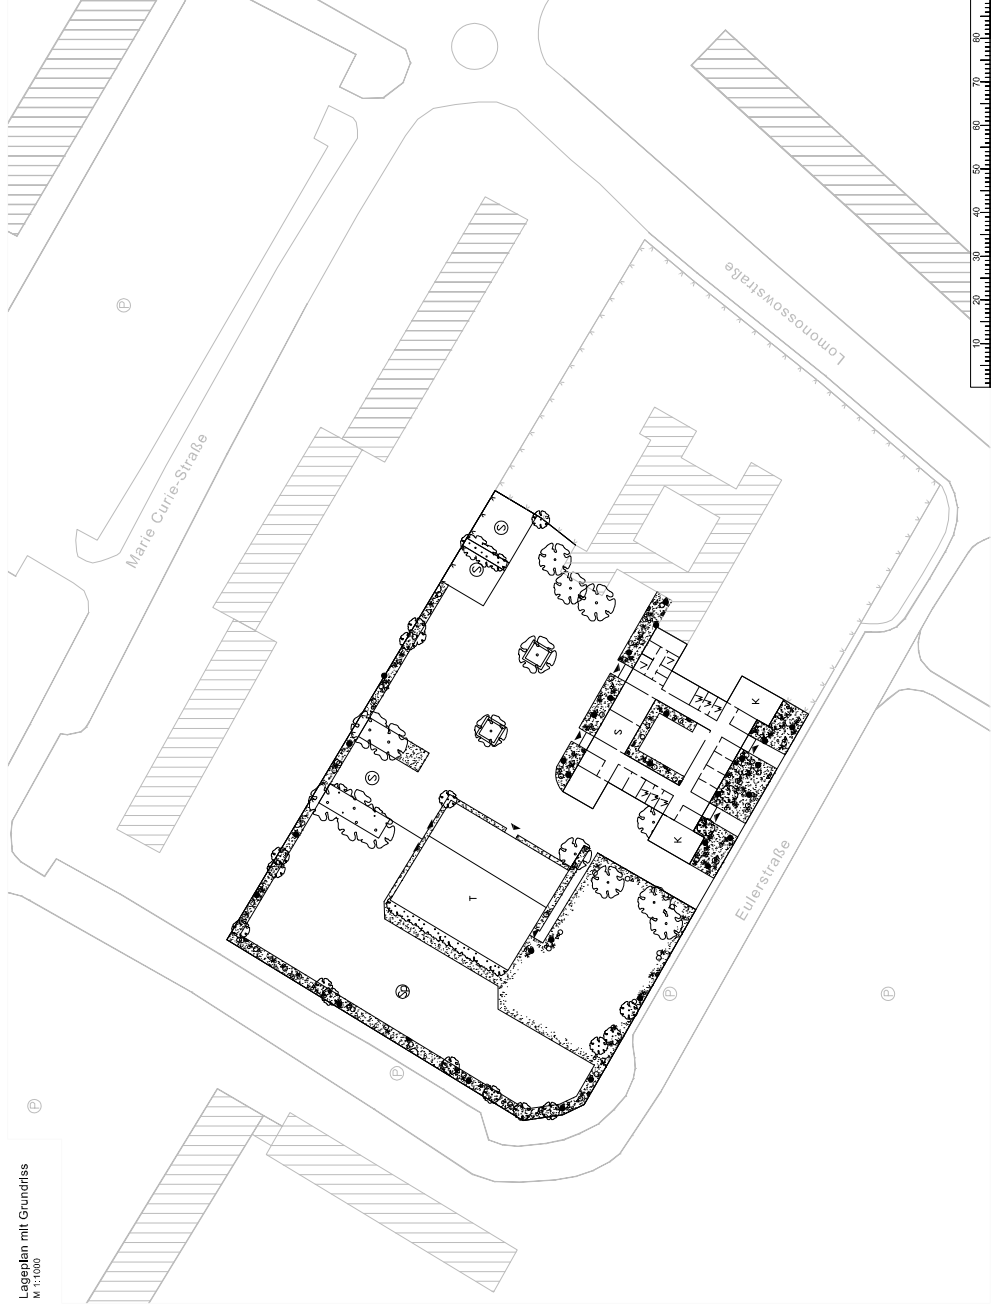 Lageplan mit Grundriss
M 1:1000
Marie Curie-Straße
Lomonossowstraße
Eulerstraße
10
20
30
40
50
60
70
80
P
P
P
P
P
S
S
S
S
T
K
K